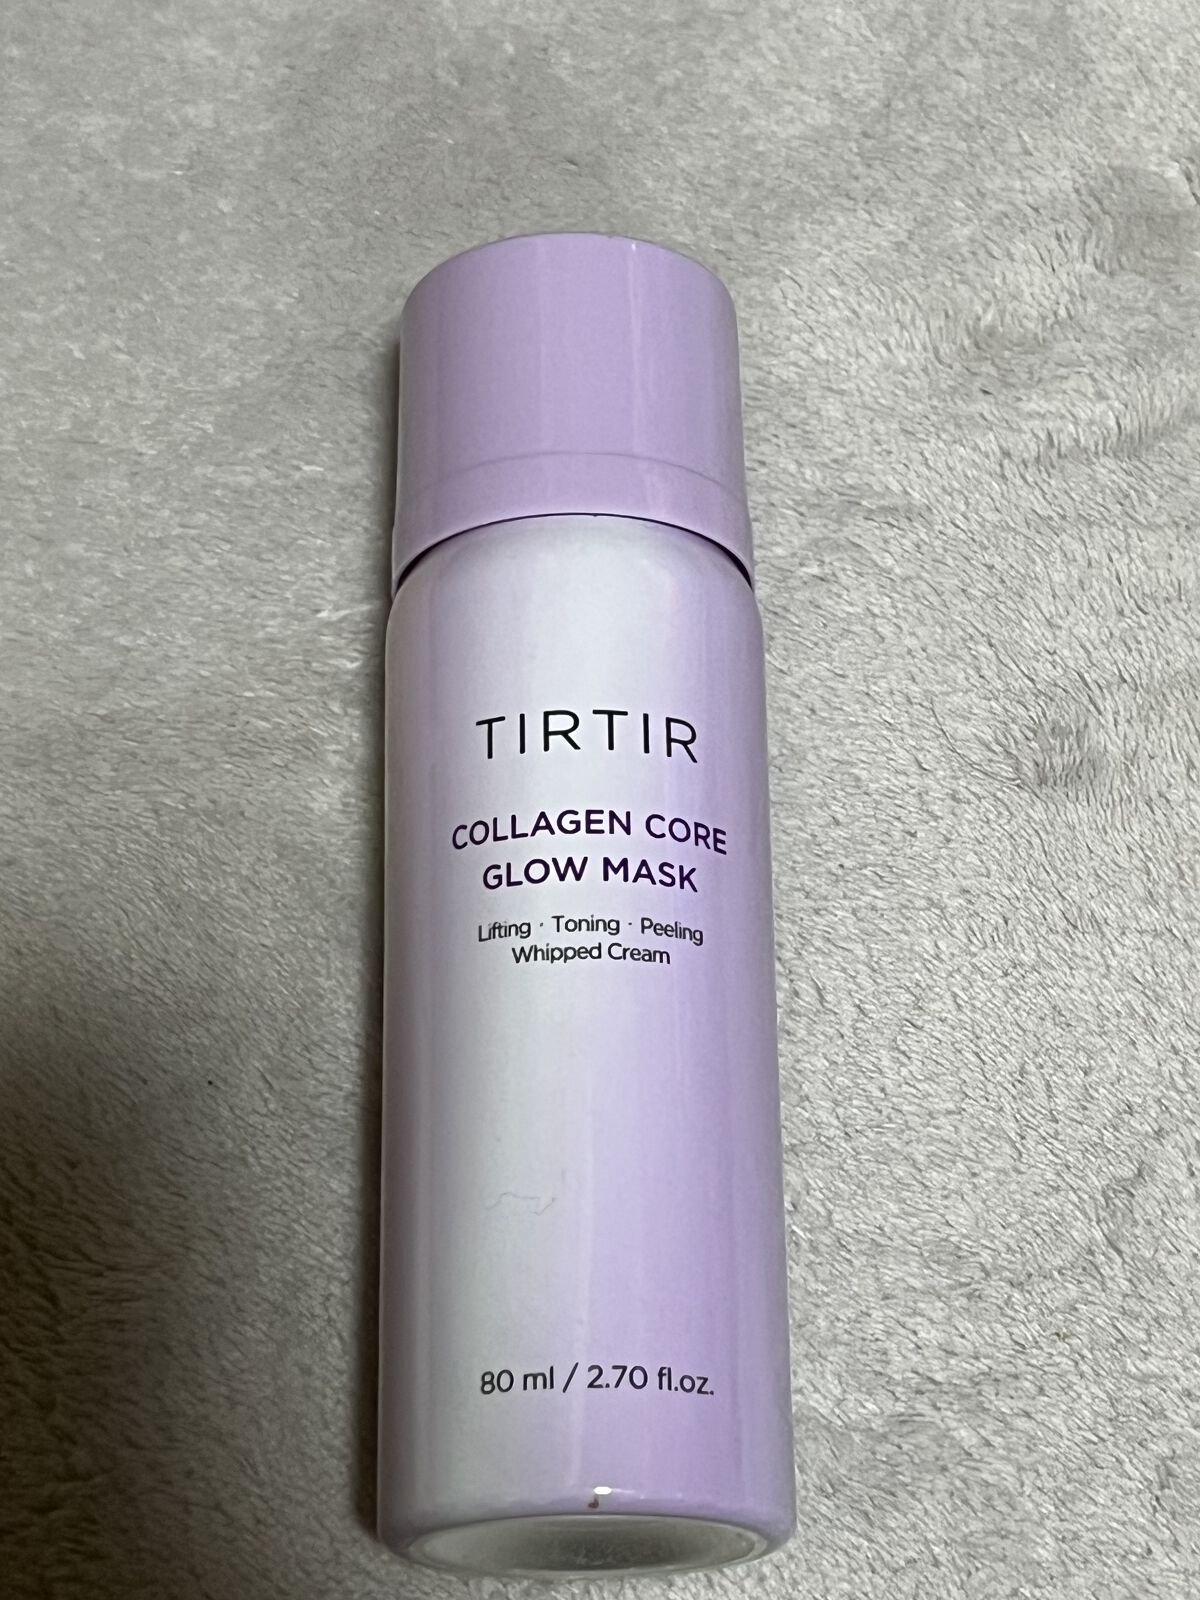 TIRTIR
COLLAGEN CORE
GLOW MASK
Lifting · Toning · Peeling
Whipped Cream
80 ml / 2.70 fl.oz.